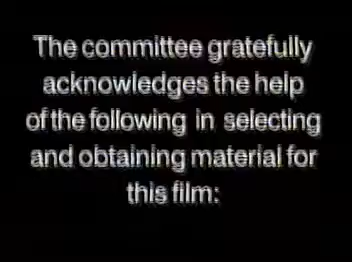 The committee gratefully
acknowledges the help
of the following in selecting
and obtaining material for
this film: